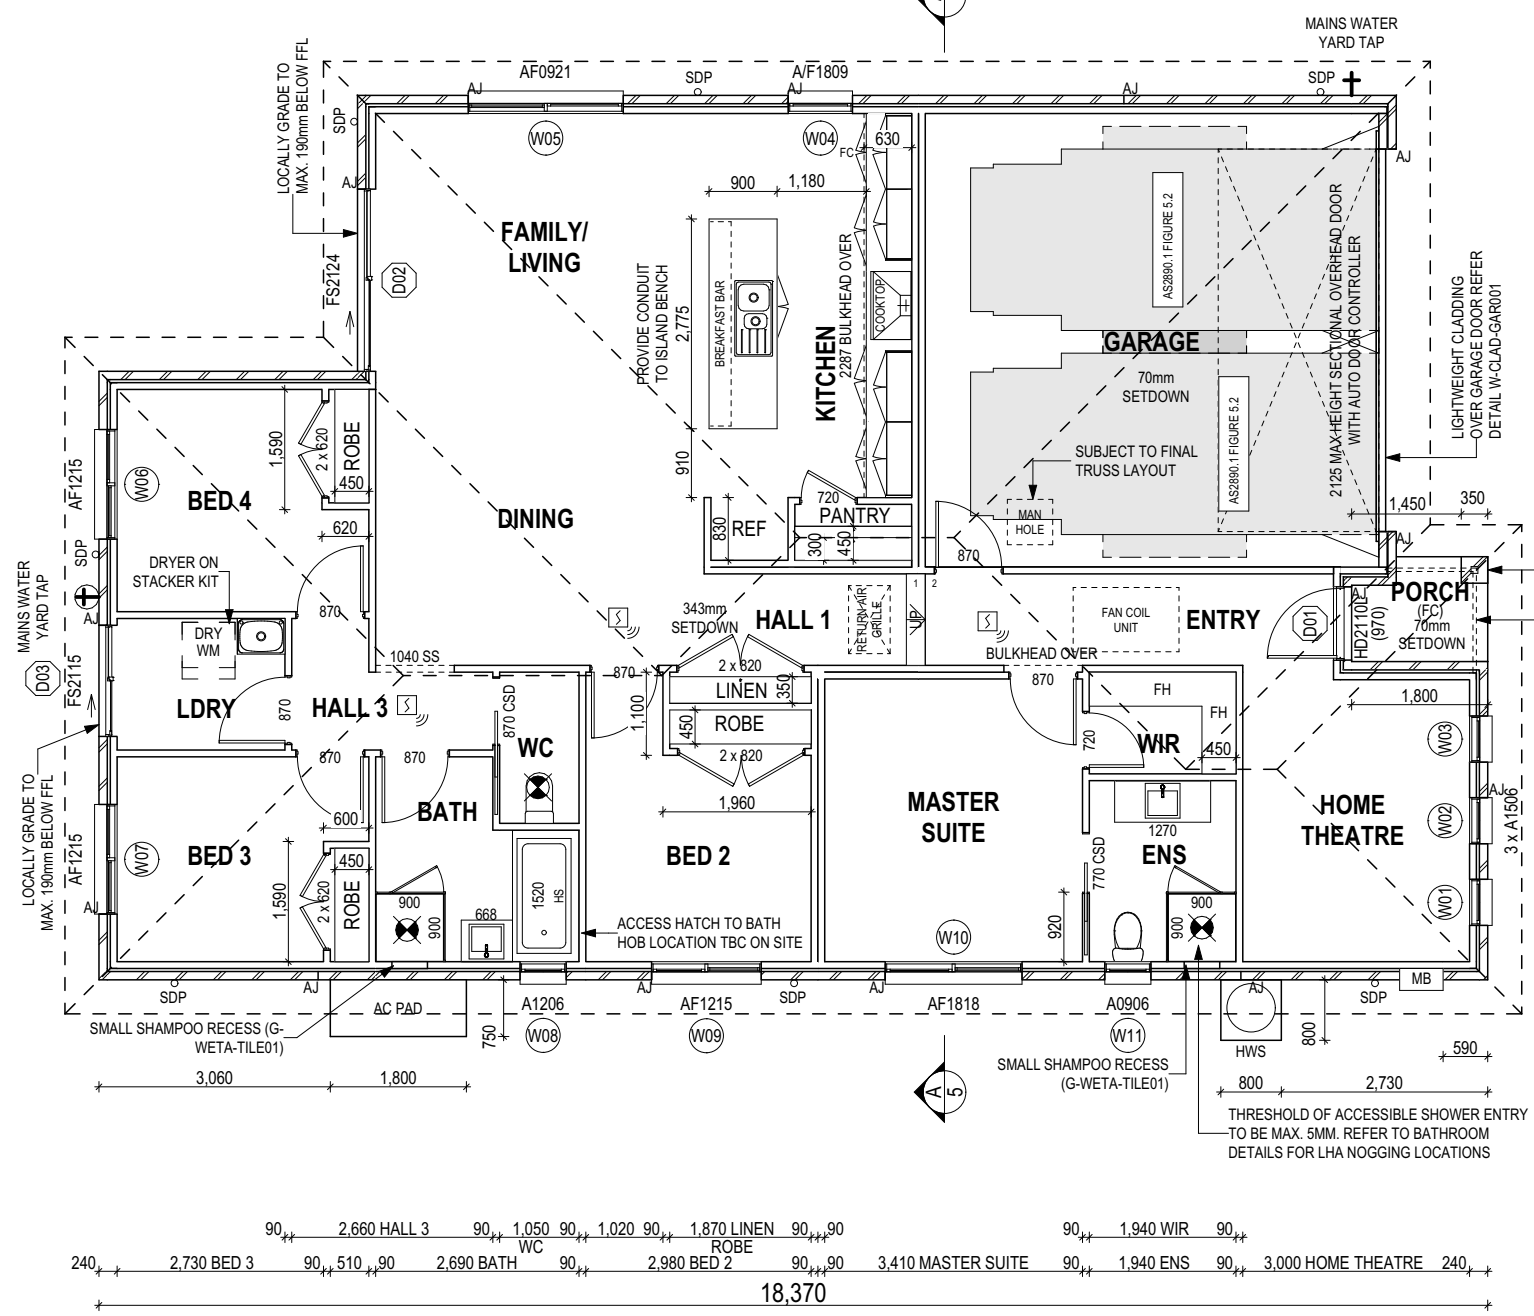 MAINS WATER
YARD TAP
LOCALLY GRADE TO
MAX. 190mm BELOW FFL
SDP
AJ
AF0921
SDP
A/F1809
AJ
AJ
SDP
AJ
AJ
W05
W04
FC
630
900
1,180
FAMILY/
LIVING
FS2124
D02
PROVIDE CONDUIT
TO ISLAND BENCH
2,775
BREAKFAST BAR
910
KITCHEN
2287 BULKHEAD OVER
COOKTOP
AS2890.1 FIGURE 5.2
AS2890.1 FIGURE 5.2
GARAGE
70mm
SETDOWN
2125 MAX HEIGHT SECTIONAL OVERHEAD DOOR
WITH AUTO DOOR CONTROLLER
LIGHTWEIGHT CLADDING
OVER GARAGE DOOR REFER
DETAIL W-CLAD-GAR001
SUBJECT TO FINAL
TRUSS LAYOUT
MAN
HOLE
1,450
350
AJ
AF1215
W06
BED 4
1,590
2 x 620
ROBE
450
620
DINING
830
REF
720
PANTRY
300
450
870
SDP
MAINS WATER
YARD TAP
AJ
DRYER ON
STACKER KIT
870
DRY
WM
343mm
SETDOWN
HALL 1
RETURN AIR
GRILLE
1
2
UP
FAN COIL
UNIT
ENTRY
D01
HD2110L
(970)
AJ
PORCH
(FC)
70mm
SETDOWN
BULKHEAD OVER
D03
FS2115
LDRY
870
HALL 3
1040 SS
870
2 x 820
LINEN
350
1,100
450
ROBE
2 x 820
870
FH
FH
1,800
870 CSD
WC
720
WIR
450
W03
870
870
BATH
LOCALLY GRADE TO
MAX. 190mm BELOW FFL
AF1215
W07
BED 3
600
450
1,590
2 x 620
ROBE
1,960
BED 2
MASTER
SUITE
1270
ENS
770 CSD
HOME
THEATRE
AJ
W02
3 x A1506
W01
AJ
900
900
668
1520
HS
ACCESS HATCH TO BATH
HOB LOCATION TBC ON SITE
W10
920
900
900
MB
SDP
AJ
AC PAD
A1206
AJ
AF1215
SDP
AJ
AF1818
A0906
AJ
SDP
SMALL SHAMPOO RECESS (G-
WETA-TILE01)
750
W08
W09
W11
HWS
800
590
SMALL SHAMPOO RECESS
(G-WETA-TILE01)
3,060
1,800
A
5
800
2,730
THRESHOLD OF ACCESSIBLE SHOWER ENTRY
TO BE MAX. 5MM. REFER TO BATHROOM
DETAILS FOR LHA NOGGING LOCATIONS
90 2,660 HALL 3 90 1,050 90 1,020 90 1,870 LINEN 90 90 90 1,940 WIR 90
WC ROBE
240 2,730 BED 3 90 510 90 2,690 BATH 90 2,980 BED 2 90 90 3,410 MASTER SUITE 90 1,940 ENS 90 3,000 HOME THEATRE 240
18,370